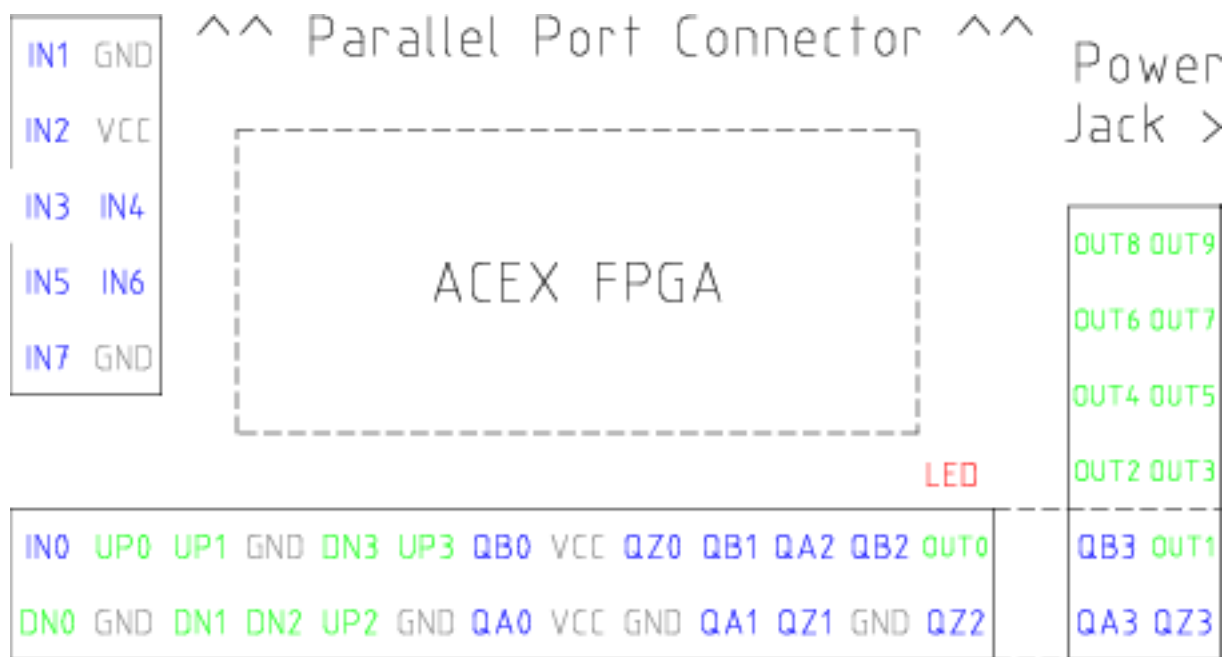 ^^ Parallel Port Connector ^^
Power
Jack >
IN1 GND
IN2 VCC
IN3 IN4
IN5 IN6
IN7 GND
ACEX FPGA
OUT8 OUT9
OUT6 OUT7
OUT4 OUT5
OUT2 OUT3
LED
IN0 UP0 UP1 GND DN3 UP3 QB0 VCC QZ0 QB1 QA2 QB2 OUT0 QB3 OUT1
DN0 GND DN1 DN2 UP2 GND QA0 VCC GND QA1 QZ1 GND QZ2 QA3 QZ3